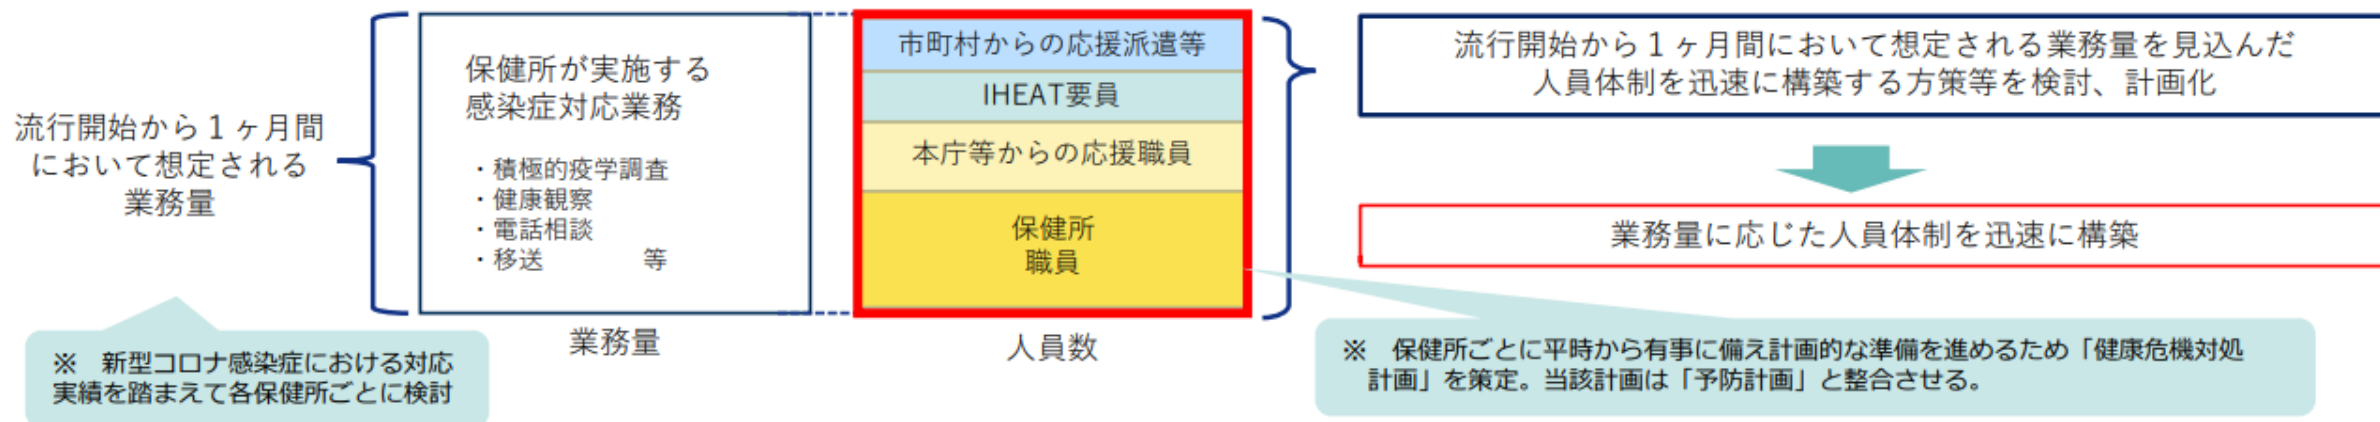 流行開始から１ヶ月間
において想定される
業務量
※　新型コロナ感染症における対応
実績を踏まえて各保健所ごとに検討
保健所が実施する
感染症対応業務
・積極的疫学調査
・健康観察
・電話相談
・移送　　　　等
業務量
市町村からの応援派遣等
IHEAT要員
本庁等からの応援職員
保健所
職員
人員数
流行開始から１ヶ月間において想定される業務量を見込んだ
人員体制を迅速に構築する方策等を検討、計画化
業務量に応じた人員体制を迅速に構築
※　保健所ごとに平時から有事に備え計画的な準備を進めるため「健康危機対処
計画」を策定。当該計画は「予防計画」と整合させる。